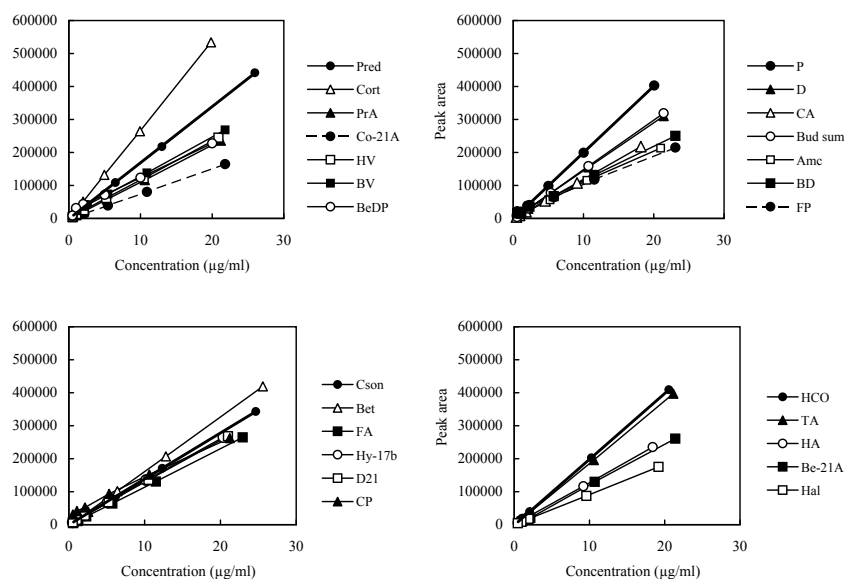 600000
500000
400000
300000
200000
100000
0
0 10 20 30
Concentration (µg/ml)
Pred
Cort
PrA
Co-21A
HV
BV
BeDP
Peak area
600000
500000
400000
300000
200000
100000
0
0 10 20 30
Concentration (µg/ml)
P
D
CA
Bud sum
Amc
BD
FP
600000
500000
400000
300000
200000
100000
0
0 10 20 30
Concentration (µg/ml)
Cson
Bet
FA
Hy-17b
D21
CP
Peak area
600000
500000
400000
300000
200000
100000
0
0 10 20 30
Concentration (µg/ml)
HCO
TA
HA
Be-21A
Hal